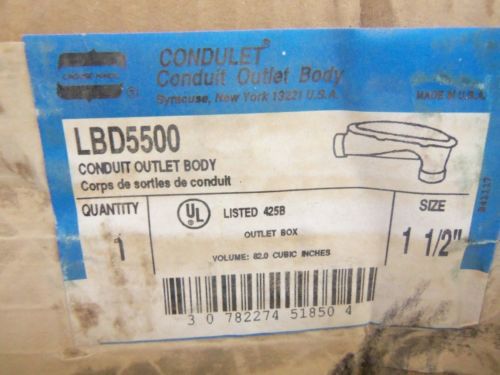 CROUSE-HINDS
®
CONDULET®
Conduit Outlet Body
Syracuse, New York 13221 U.S.A.
MADE IN U.S.A.
LBD5500
CONDUIT OUTLET BODY
Corps de sorties de conduit
QUANTITY
1
UL
LISTED 425B
OUTLET BOX
VOLUME: 82.0 CUBIC INCHES
SIZE
1 1/2"
3 0 782274 51850 4